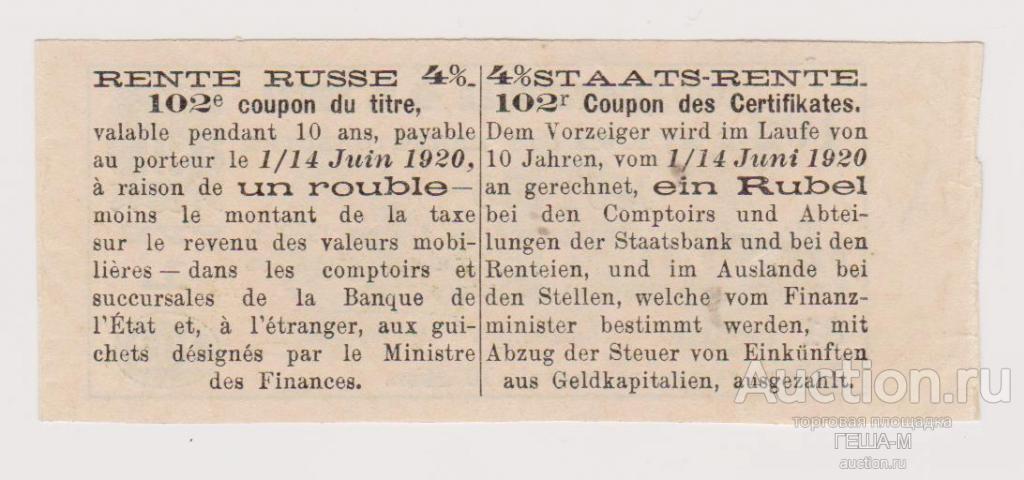 RENTE RUSSE 4%.
102e coupon du titre,
valable pendant 10 ans, payable
au porteur le 1/14 Juin 1920,
à raison de un rouble—
moins le montant de la taxe
sur le revenu des valeurs mobi-
lières — dans les comptoirs et
succursales de la Banque de
l'État et, à l'étranger, aux gui-
chets désignés par le Ministre
des Finances.
4% STAATS-RENTE.
102r Coupon des Certifikates.
Dem Vorzeiger wird im Laufe von
10 Jahren, vom 1/14 Juni 1920
an gerechnet, ein Rubel
bei den Comptoirs und Abtei-
lungen der Staatsbank und bei den
Renteien, und im Auslande bei
den Stellen, welche vom Finanz-
minister bestimmt werden, mit
Abzug der Steuer von Einkünften
aus Geldkapitalien, ausgezahlt.
Auction.ru
торговая площадка
ГЕША-М
auction.ru